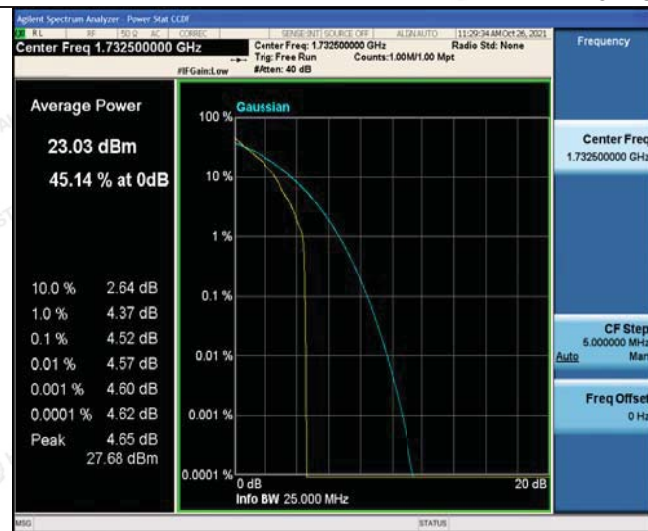 Agilent Spectrum Analyzer - Power Stat CCDF
RL RF 50 Ω AC CORREC SENSE:INT SOURCE OFF ALIGN AUTO 11:29:34 AM Oct 26, 2021
Center Freq 1.732500000 GHz
Center Freq: 1.732500000 GHz Radio Std: None
Trig: Free Run Counts:1.00M/1.00 Mpt
#IFGain:Low #Atten: 40 dB
Frequency
Average Power
23.03 dBm
45.14 % at 0dB
10.0 % 2.64 dB
1.0 % 4.37 dB
0.1 % 4.52 dB
0.01 % 4.57 dB
0.001 % 4.60 dB
0.0001 % 4.62 dB
Peak 4.65 dB
27.68 dBm
Gaussian
100 %
10 %
1 %
0.1 %
0.01 %
0.001 %
0.0001 %
0 dB 20 dB
Info BW 25.000 MHz
Center Freq
1.732500000 GHz
CF Step
5.000000 MHz
Auto Man
Freq Offset
0 Hz
MSG STATUS